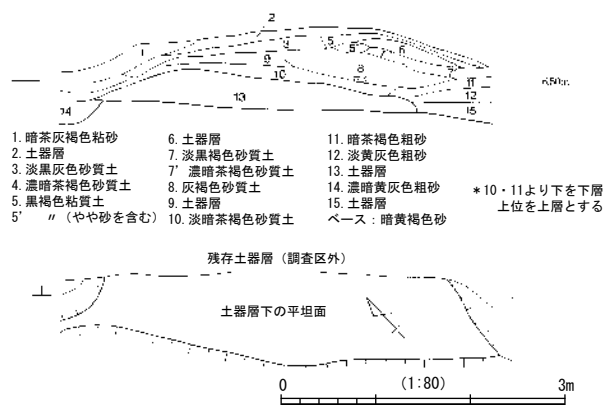 2
1
5
5'
6
9
8
10
11
13
12
14
15
1. 暗茶灰褐色粘砂
2. 土器層
3. 淡黒灰色砂質土
4. 濃暗茶褐色砂質土
5. 黒褐色粘質土
5’ 〃（やや砂を含む）
6. 土器層
7. 淡黒褐色砂質土
7’ 濃暗茶褐色砂質土
8. 灰褐色砂質土
9. 土器層
10. 淡暗茶褐色砂質土
11. 暗茶褐色粗砂
12. 淡黄灰色粗砂
13. 土器層
14. 濃暗黄灰色粗砂
15. 土器層
ベース：暗黄褐色砂
＊10・11より下を下層
上位を上層とする
残存土器層（調査区外）
土器層下の平坦面
0 (1:80) 3m